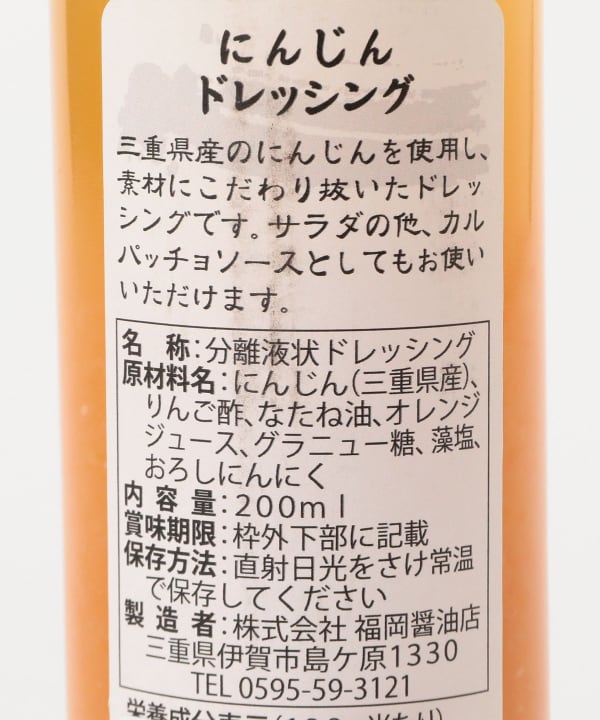 にんじん
ドレッシング
三重県産のにんじんを使用し、
素材にこだわり抜いたドレッ
シングです。サラダの他、カル
パッチョソースとしてもお使い
いただけます。
名称:分離液状ドレッシング
原材料名:にんじん(三重県産)、
りんご酢、なたね油、オレンジ
ジュース、グラニュー糖、藻塩、
おろしにんにく
内容量:200ml
賞味期限:枠外下部に記載
保存方法:直射日光をさけ常温
で保存してください
製造者:株式会社 福岡醤油店
三重県伊賀市島ケ原1330
TEL 0595-59-3121